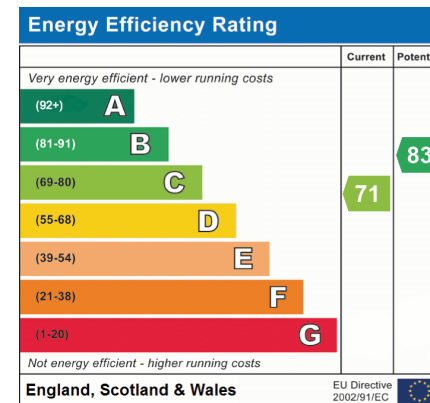 Energy Efficiency Rating
Current Potent
Very energy efficient - lower running costs
(92+) A
(81-91) B
83
(69-80) C
71
(55-68) D
(39-54) E
(21-38) F
(1-20) G
Not energy efficient - higher running costs
England, Scotland & Wales
EU Directive
2002/91/EC